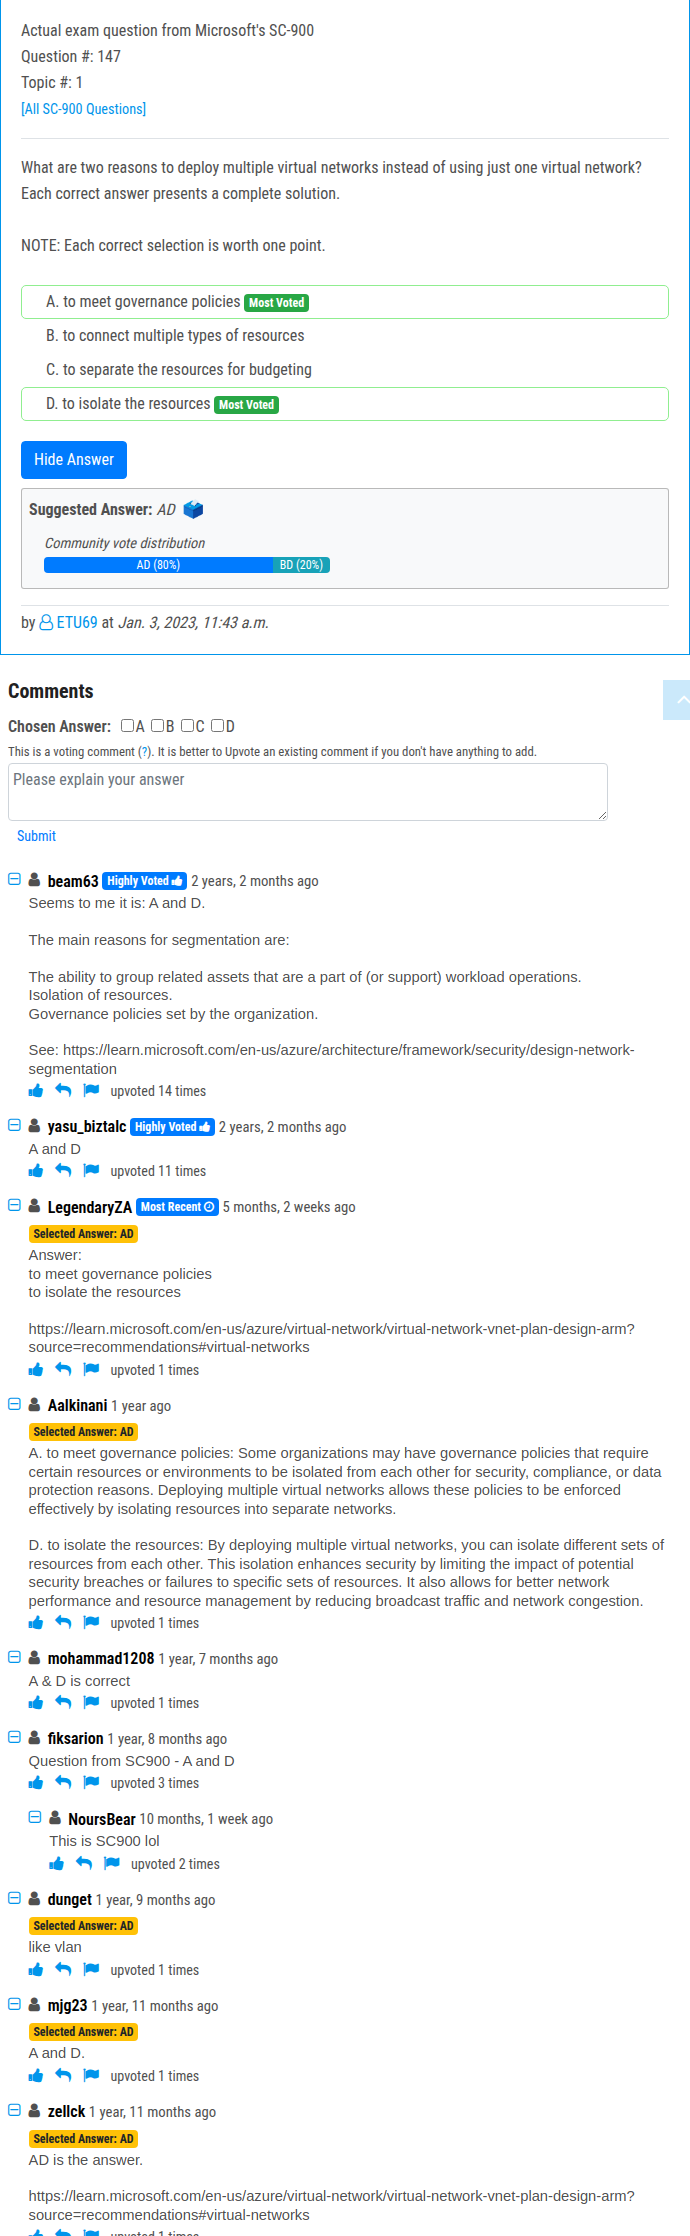 Actual exam question from Microsoft's SC-900
Question #: 147
Topic #: 1
[All SC-900 Questions]
What are two reasons to deploy multiple virtual networks instead of using just one virtual network?
Each correct answer presents a complete solution.
NOTE: Each correct selection is worth one point.
A. to meet governance policies Most Voted
B. to connect multiple types of resources
C. to separate the resources for budgeting
D. to isolate the resources Most Voted
Hide Answer
Suggested Answer: AD
Community vote distribution
AD (80%) BD (20%)
by ETU69 at Jan. 3, 2023, 11:43 a.m.
Comments
Chosen Answer: A B C D
This is a voting comment (?). It is better to Upvote an existing comment if you don't have anything to add.
Please explain your answer
Submit
beam63 Highly Voted 2 years, 2 months ago
Seems to me it is: A and D.
The main reasons for segmentation are:
The ability to group related assets that are a part of (or support) workload operations.
Isolation of resources.
Governance policies set by the organization.
See: https://learn.microsoft.com/en-us/azure/architecture/framework/security/design-network-
segmentation
upvoted 14 times
yasu_biztalc Highly Voted 2 years, 2 months ago
A and D
upvoted 11 times
LegendaryZA Most Recent 5 months, 2 weeks ago
Selected Answer: AD
Answer:
to meet governance policies
to isolate the resources
https://learn.microsoft.com/en-us/azure/virtual-network/virtual-network-vnet-plan-design-arm?
source=recommendations#virtual-networks
upvoted 1 times
Aalkinani 1 year ago
Selected Answer: AD
A. to meet governance policies: Some organizations may have governance policies that require
certain resources or environments to be isolated from each other for security, compliance, or data
protection reasons. Deploying multiple virtual networks allows these policies to be enforced
effectively by isolating resources into separate networks.
D. to isolate the resources: By deploying multiple virtual networks, you can isolate different sets of
resources from each other. This isolation enhances security by limiting the impact of potential
security breaches or failures to specific sets of resources. It also allows for better network
performance and resource management by reducing broadcast traffic and network congestion.
upvoted 1 times
mohammad1208 1 year, 7 months ago
A & D is correct
upvoted 1 times
fiksarion 1 year, 8 months ago
Question from SC900 - A and D
upvoted 3 times
NoursBear 10 months, 1 week ago
This is SC900 lol
upvoted 2 times
dunget 1 year, 9 months ago
Selected Answer: AD
like vlan
upvoted 1 times
mjg23 1 year, 11 months ago
Selected Answer: AD
A and D.
upvoted 1 times
zellck 1 year, 11 months ago
Selected Answer: AD
AD is the answer.
https://learn.microsoft.com/en-us/azure/virtual-network/virtual-network-vnet-plan-design-arm?
source=recommendations#virtual-networks
upvoted 1 times